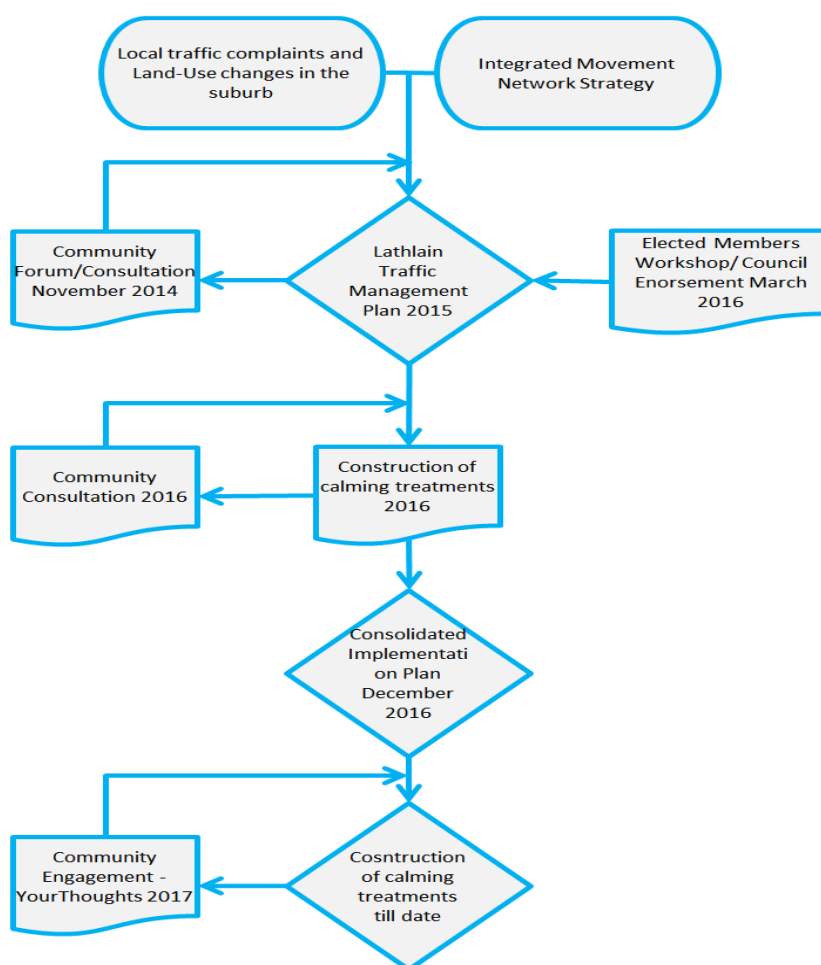 Local traffic complaints and
Land-Use changes in the
suburb
Integrated Movement
Network Strategy
Community
Forum/Consultation
November 2014
Lathlain
Traffic
Management
Plan 2015
Elected Members
Workshop/ Council
Enorsement March
2016
Community
Consultation 2016
Construction of
calming treatments
2016
Consolidated
Implementati
on Plan
December
2016
Community
Engagement -
YourThoughts 2017
Cosntruction
of calming
treatments
till date